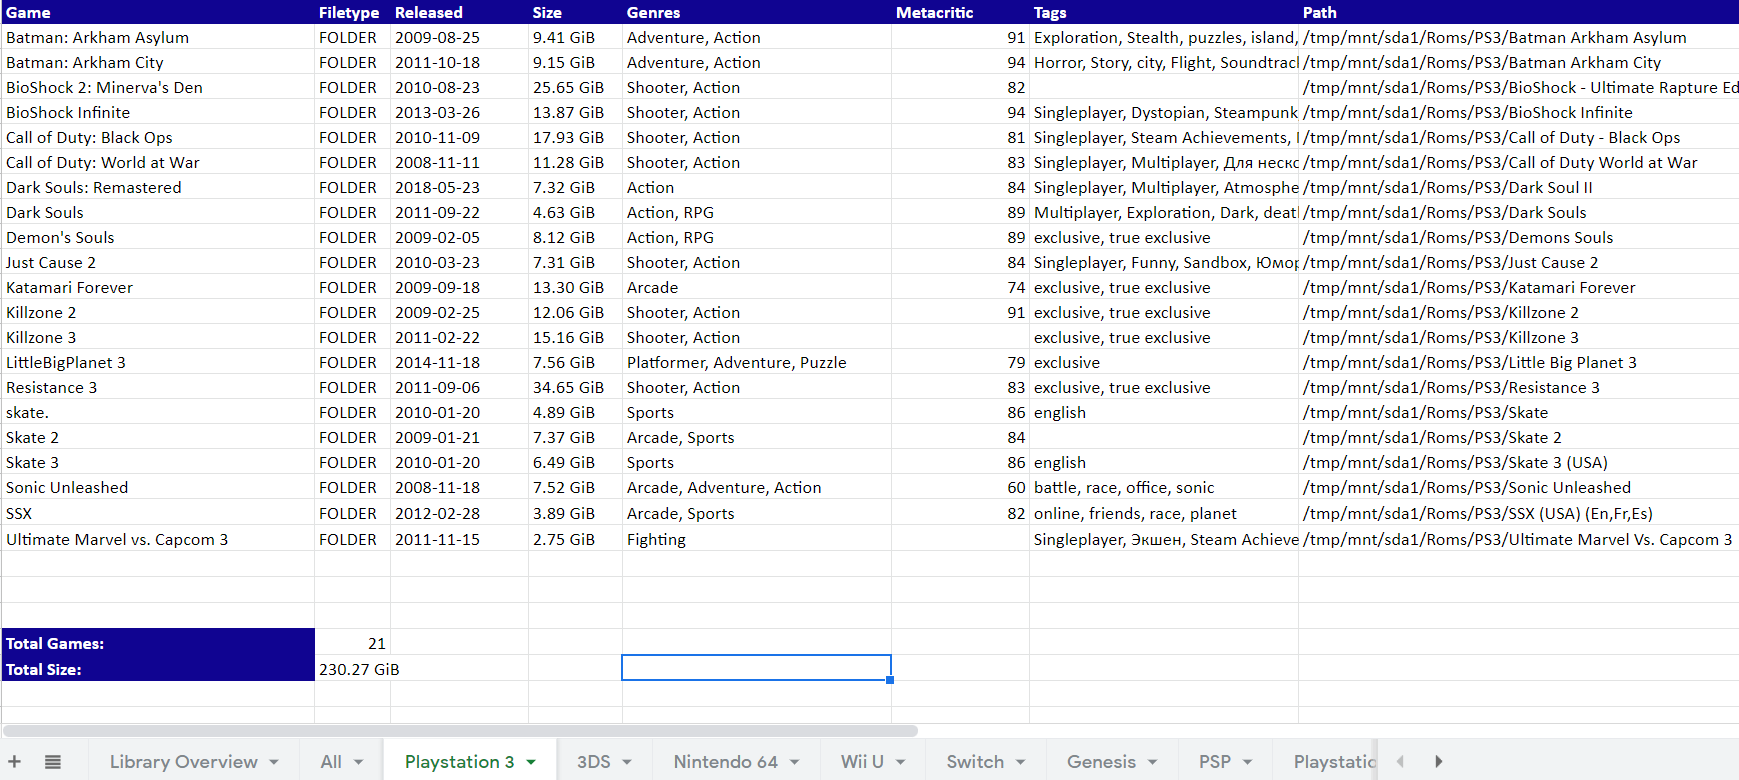 Game Filetype Released Size Genres Metacritic Tags Path
Batman: Arkham Asylum FOLDER 2009-08-25 9.41 GiB Adventure, Action 91 Exploration, Stealth, puzzles, island, /tmp/mnt/sda1/Roms/PS3/Batman Arkham Asylum
Batman: Arkham City FOLDER 2011-10-18 9.15 GiB Adventure, Action 94 Horror, Story, city, Flight, Soundtrack /tmp/mnt/sda1/Roms/PS3/Batman Arkham City
BioShock 2: Minerva's Den FOLDER 2010-08-23 25.65 GiB Shooter, Action 82 /tmp/mnt/sda1/Roms/PS3/BioShock - Ultimate Rapture Ed
BioShock Infinite FOLDER 2013-03-26 13.87 GiB Shooter, Action 94 Singleplayer, Dystopian, Steampunk /tmp/mnt/sda1/Roms/PS3/BioShock Infinite
Call of Duty: Black Ops FOLDER 2010-11-09 17.93 GiB Shooter, Action 81 Singleplayer, Steam Achievements, /tmp/mnt/sda1/Roms/PS3/Call of Duty - Black Ops
Call of Duty: World at War FOLDER 2008-11-11 11.28 GiB Shooter, Action 83 Singleplayer, Multiplayer, Для неско /tmp/mnt/sda1/Roms/PS3/Call of Duty World at War
Dark Souls: Remastered FOLDER 2018-05-23 7.32 GiB Action 84 Singleplayer, Multiplayer, Atmosphe /tmp/mnt/sda1/Roms/PS3/Dark Soul II
Dark Souls FOLDER 2011-09-22 4.63 GiB Action, RPG 89 Multiplayer, Exploration, Dark, deat /tmp/mnt/sda1/Roms/PS3/Dark Souls
Demon's Souls FOLDER 2009-02-05 8.12 GiB Action, RPG 89 exclusive, true exclusive /tmp/mnt/sda1/Roms/PS3/Demons Souls
Just Cause 2 FOLDER 2010-03-23 7.31 GiB Shooter, Action 84 Singleplayer, Funny, Sandbox, Юмор /tmp/mnt/sda1/Roms/PS3/Just Cause 2
Katamari Forever FOLDER 2009-09-18 13.30 GiB Arcade 74 exclusive, true exclusive /tmp/mnt/sda1/Roms/PS3/Katamari Forever
Killzone 2 FOLDER 2009-02-25 12.06 GiB Shooter, Action 91 exclusive, true exclusive /tmp/mnt/sda1/Roms/PS3/Killzone 2
Killzone 3 FOLDER 2011-02-22 15.16 GiB Shooter, Action exclusive, true exclusive /tmp/mnt/sda1/Roms/PS3/Killzone 3
LittleBigPlanet 3 FOLDER 2014-11-18 7.56 GiB Platformer, Adventure, Puzzle 79 exclusive /tmp/mnt/sda1/Roms/PS3/Little Big Planet 3
Resistance 3 FOLDER 2011-09-06 34.65 GiB Shooter, Action 83 exclusive, true exclusive /tmp/mnt/sda1/Roms/PS3/Resistance 3
skate. FOLDER 2010-01-20 4.89 GiB Sports 86 english /tmp/mnt/sda1/Roms/PS3/Skate
Skate 2 FOLDER 2009-01-21 7.37 GiB Arcade, Sports 84 /tmp/mnt/sda1/Roms/PS3/Skate 2
Skate 3 FOLDER 2010-01-20 6.49 GiB Sports 86 english /tmp/mnt/sda1/Roms/PS3/Skate 3 (USA)
Sonic Unleashed FOLDER 2008-11-18 7.52 GiB Arcade, Adventure, Action 60 battle, race, office, sonic /tmp/mnt/sda1/Roms/PS3/Sonic Unleashed
SSX FOLDER 2012-02-28 3.89 GiB Arcade, Sports 82 online, friends, race, planet /tmp/mnt/sda1/Roms/PS3/SSX (USA) (En,Fr,Es)
Ultimate Marvel vs. Capcom 3 FOLDER 2011-11-15 2.75 GiB Fighting Singleplayer, Экшен, Steam Achieve /tmp/mnt/sda1/Roms/PS3/Ultimate Marvel Vs. Capcom 3
Total Games: 21
Total Size: 230.27 GiB
Library Overview All Playstation 3 3DS Nintendo 64 Wii U Switch Genesis PSP Playstatio